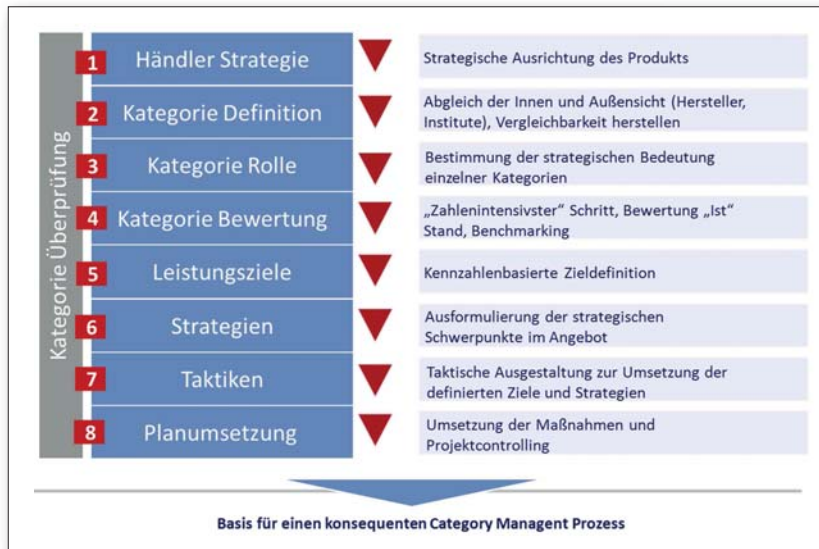 Kategorie Überprüfung
1 Händler Strategie
Strategische Ausrichtung des Produkts
2 Kategorie Definition
Abgleich der Innen und Außensicht (Hersteller,
Institute), Vergleichbarkeit herstellen
3 Kategorie Rolle
Bestimmung der strategischen Bedeutung
einzelner Kategorien
4 Kategorie Bewertung
„Zahlenintensivster“ Schritt, Bewertung „Ist“
Stand, Benchmarking
5 Leistungsziele
Kennzahlenbasierte Zieldefinition
6 Strategien
Ausformulierung der strategischen
Schwerpunkte im Angebot
7 Taktiken
Taktische Ausgestaltung zur Umsetzung der
definierten Ziele und Strategien
8 Planumsetzung
Umsetzung der Maßnahmen und
Projektcontrolling
Basis für einen konsequenten Category Managent Prozess